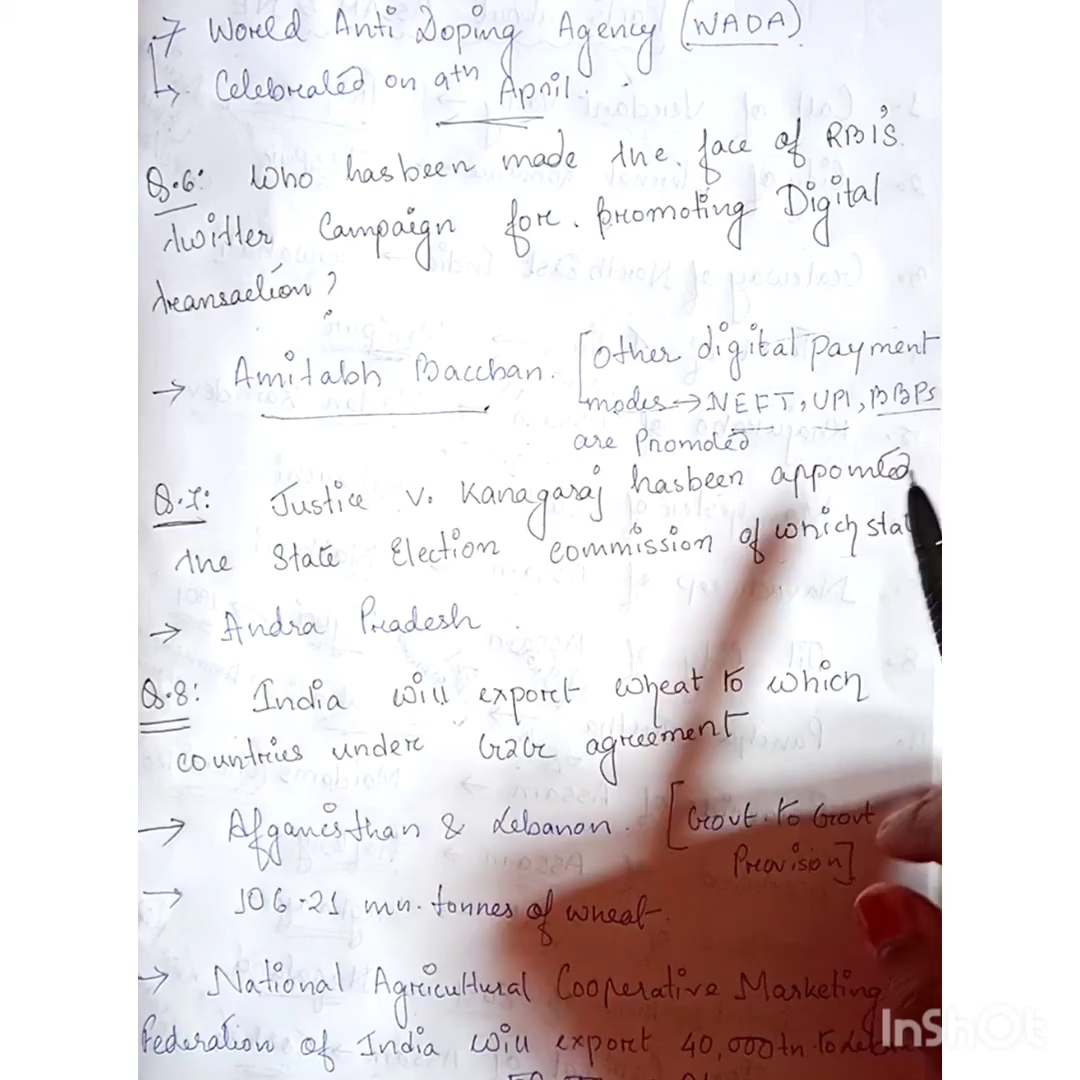 → World Anti Doping Agency (WADA)
↳ Celebrated on 9th April.
Q.6: Who hasbeen made the face of RBI's
twitter Campaign for promoting Digital
transaction?
→ Amitabh Bacchan. [Other digital payment
modes → NEFT, UPI, BBPs
are Promoted
Q.7: Justice V. Kanagaraj hasbeen appointed
the State Election commission of which
→ Andra Pradesh.
Q.8: India will export wheat to which
countries under G2G agreement
→ Afganisthan & Lebanon. [Govt. to Govt
Provision]
→ 106.21 mn. tonnes of wheat.
→ National Agricultural Cooperative Marketing
Federation of India will export 40,000tn. to
InShOt